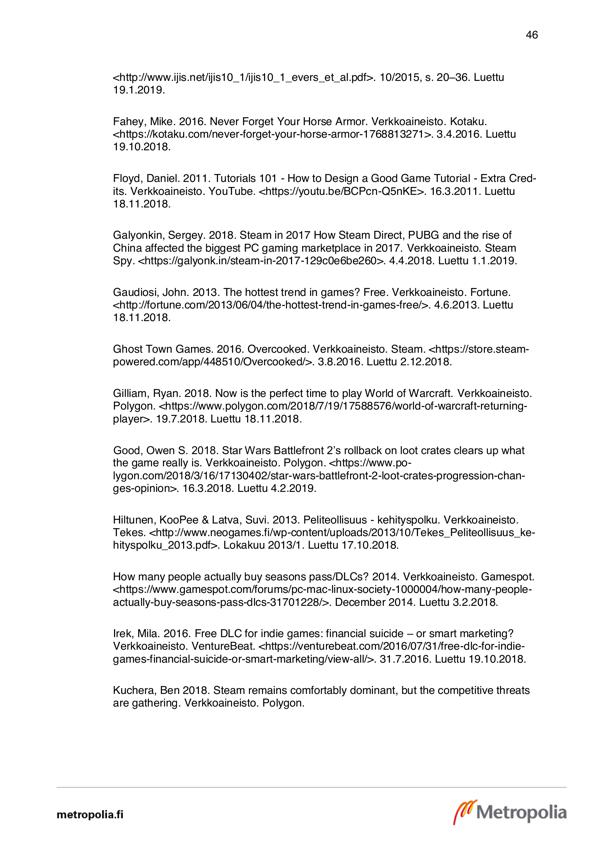 46
<http://www.ijis.net/ijis10_1/ijis10_1_evers_et_al.pdf>. 10/2015, s. 20–36. Luettu
19.1.2019.
Fahey, Mike. 2016. Never Forget Your Horse Armor. Verkkoaineisto. Kotaku.
<https://kotaku.com/never-forget-your-horse-armor-1768813271>. 3.4.2016. Luettu
19.10.2018.
Floyd, Daniel. 2011. Tutorials 101 - How to Design a Good Game Tutorial - Extra Cred-
its. Verkkoaineisto. YouTube. <https://youtu.be/BCPcn-Q5nKE>. 16.3.2011. Luettu
18.11.2018.
Galyonkin, Sergey. 2018. Steam in 2017 How Steam Direct, PUBG and the rise of
China affected the biggest PC gaming marketplace in 2017. Verkkoaineisto. Steam
Spy. <https://galyonk.in/steam-in-2017-129c0e6be260>. 4.4.2018. Luettu 1.1.2019.
Gaudiosi, John. 2013. The hottest trend in games? Free. Verkkoaineisto. Fortune.
<http://fortune.com/2013/06/04/the-hottest-trend-in-games-free/>. 4.6.2013. Luettu
18.11.2018.
Ghost Town Games. 2016. Overcooked. Verkkoaineisto. Steam. <https://store.steam-
powered.com/app/448510/Overcooked/>. 3.8.2016. Luettu 2.12.2018.
Gilliam, Ryan. 2018. Now is the perfect time to play World of Warcraft. Verkkoaineisto.
Polygon. <https://www.polygon.com/2018/7/19/17588576/world-of-warcraft-returning-
player>. 19.7.2018. Luettu 18.11.2018.
Good, Owen S. 2018. Star Wars Battlefront 2’s rollback on loot crates clears up what
the game really is. Verkkoaineisto. Polygon. <https://www.po-
lygon.com/2018/3/16/17130402/star-wars-battlefront-2-loot-crates-progression-chan-
ges-opinion>. 16.3.2018. Luettu 4.2.2019.
Hiltunen, KooPee & Latva, Suvi. 2013. Peliteollisuus - kehityspolku. Verkkoaineisto.
Tekes. <http://www.neogames.fi/wp-content/uploads/2013/10/Tekes_Peliteollisuus_ke-
hityspolku_2013.pdf>. Lokakuu 2013/1. Luettu 17.10.2018.
How many people actually buy seasons pass/DLCs? 2014. Verkkoaineisto. Gamespot.
<https://www.gamespot.com/forums/pc-mac-linux-society-1000004/how-many-people-
actually-buy-seasons-pass-dlcs-31701228/>. December 2014. Luettu 3.2.2018.
Irek, Mila. 2016. Free DLC for indie games: financial suicide – or smart marketing?
Verkkoaineisto. VentureBeat. <https://venturebeat.com/2016/07/31/free-dlc-for-indie-
games-financial-suicide-or-smart-marketing/view-all/>. 31.7.2016. Luettu 19.10.2018.
Kuchera, Ben 2018. Steam remains comfortably dominant, but the competitive threats
are gathering. Verkkoaineisto. Polygon.
metropolia.fi
Metropolia